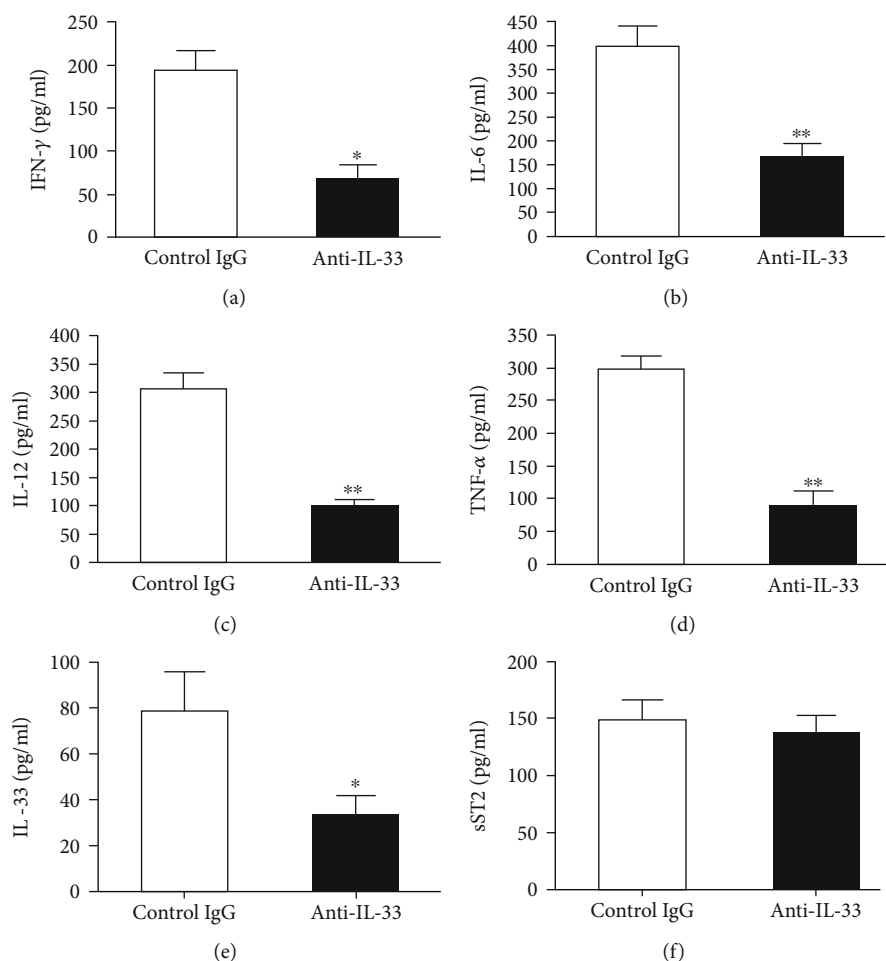 250
200
150
100
50
0
IFN-γ (pg/ml)
*
Control IgG
Anti-IL-33
(a)
450
400
350
300
250
200
150
100
50
0
IL-6 (pg/ml)
**
Control IgG
Anti-IL-33
(b)
400
350
300
250
200
150
100
50
0
IL-12 (pg/ml)
**
Control IgG
Anti-IL-33
(c)
350
300
250
200
150
100
50
0
TNF-α (pg/ml)
**
Control IgG
Anti-IL-33
(d)
100
80
60
40
20
0
IL -33 (pg/ml)
*
Control IgG
Anti-IL-33
(e)
200
150
100
50
0
sST2 (pg/ml)
Control IgG
Anti-IL-33
(f)